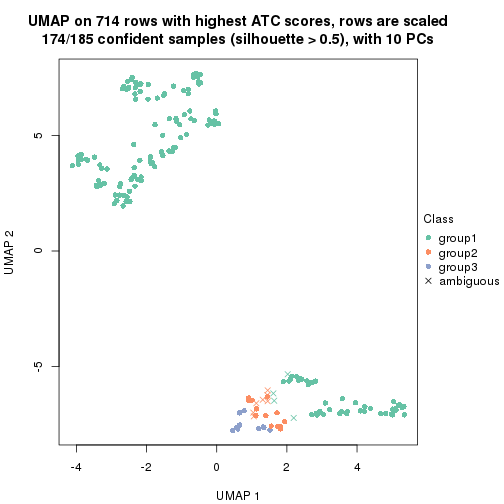 UMAP on 714 rows with highest ATC scores, rows are scaled
174/185 confident samples (silhouette > 0.5), with 10 PCs
5
0
-5
UMAP 2
-4
-2
0
2
4
UMAP 1
Class
group1
group2
group3
ambiguous